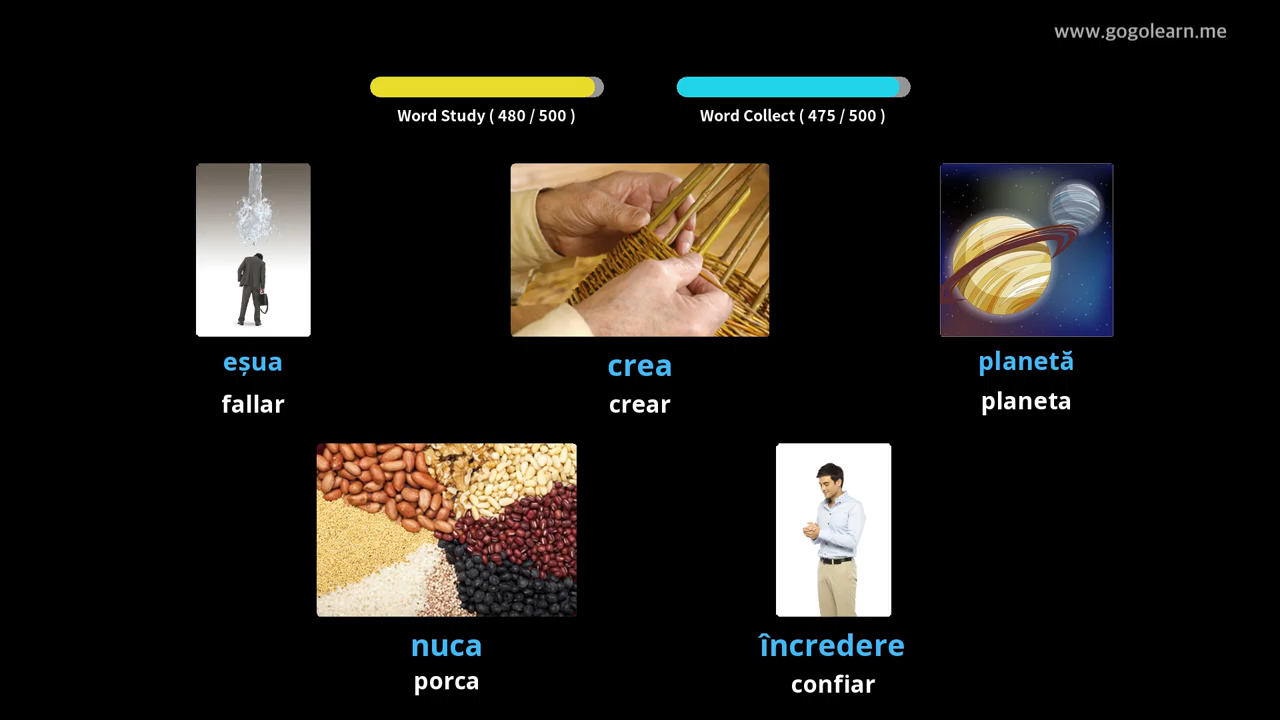 www.gogolearn.me
Word Study ( 480 / 500 )
Word Collect ( 475 / 500 )
eșua
fallar
crea
crear
planetă
planeta
nuca
porca
încredere
confiar